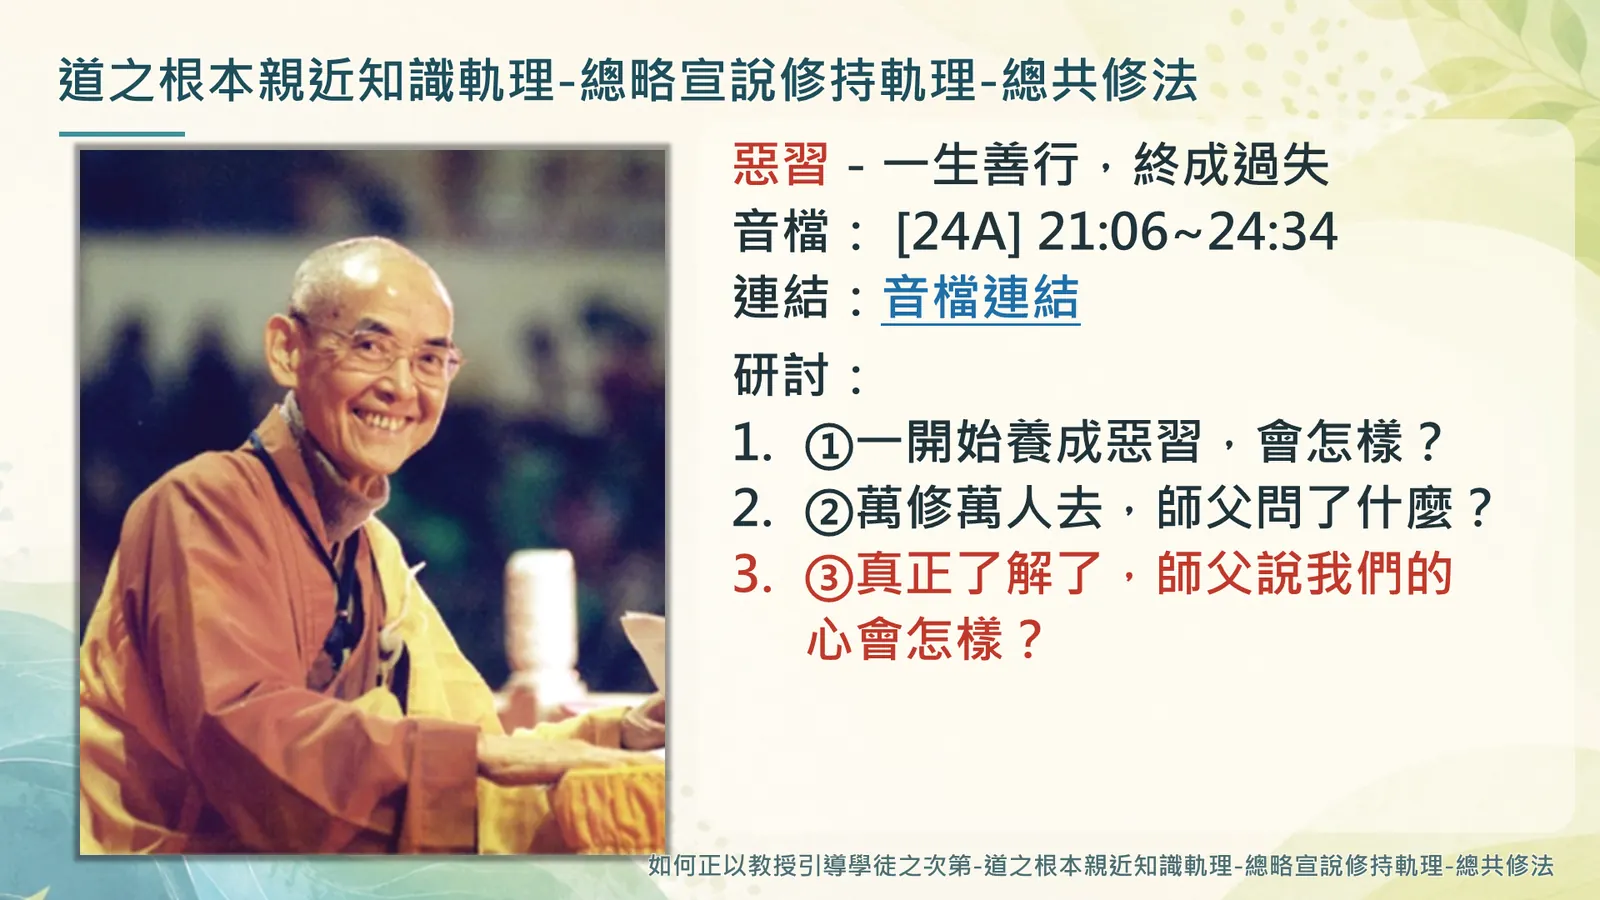 道之根本親近知識軌理-總略宣說修持軌理-總共修法
惡習 - 一生善行，終成過失
音檔： [24A] 21:06~24:34
連結：音檔連結
研討：
1. ①一開始養成惡習，會怎樣？
2. ②萬修萬人去，師父問了什麼？
3. ③真正了解了，師父說我們的
心會怎樣？
如何正以教授引導學徒之次第-道之根本親近知識軌理-總略宣說修持軌理-總共修法